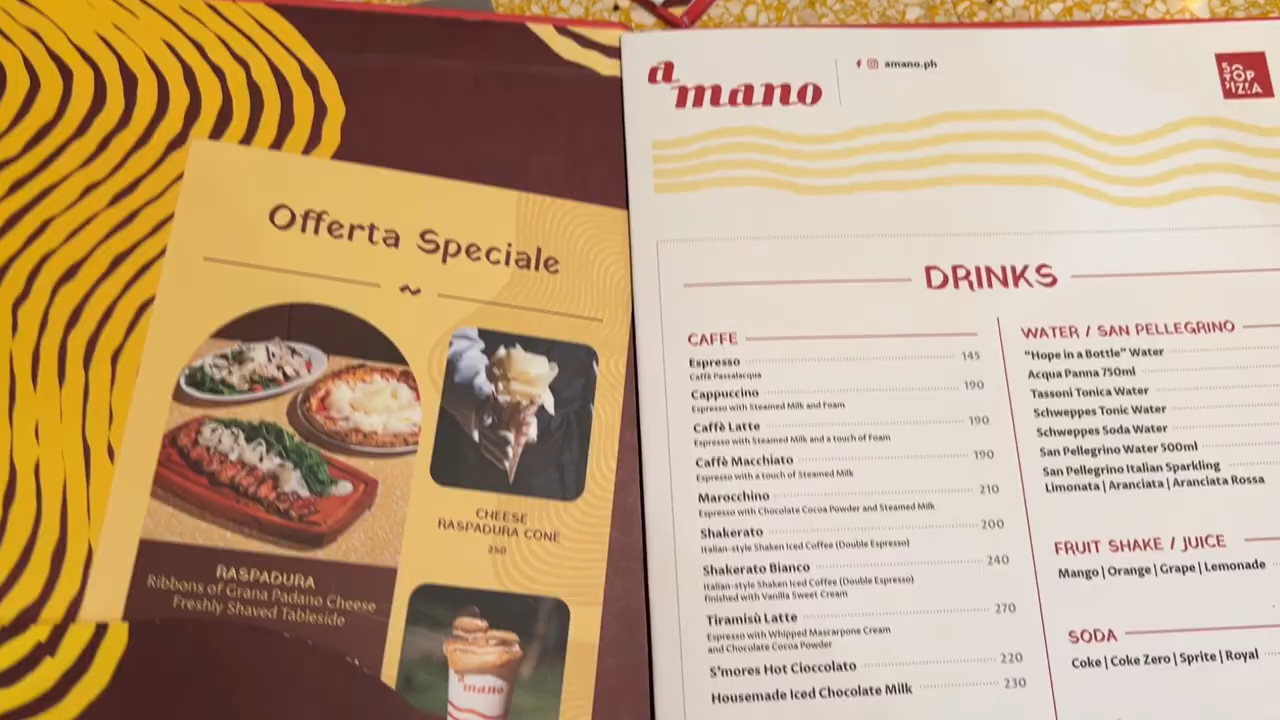 Offerta Speciale
CHEESE
RASPADURA CONE
250
RASPADURA
Ribbons of Grana Padano Cheese
Freshly Shaved Tableside
a mano
a mano
amano.ph
50
TOP
PIZZA
DRINKS
CAFFE
Espresso 145
Caffè Passalacqua
Cappuccino 190
Espresso with Steamed Milk and Foam
Caffè Latte 190
Espresso with Steamed Milk and a touch of Foam
Caffè Macchiato 190
Espresso with a touch of Steamed Milk
Marocchino 210
Espresso with Chocolate Cocoa Powder and Steamed Milk
Shakerato 200
Italian-style Shaken Iced Coffee (Double Espresso)
Shakerato Bianco 240
Italian-style Shaken Iced Coffee (Double Espresso)
finished with Vanilla Sweet Cream
Tiramisù Latte 270
Espresso with Whipped Mascarpone Cream
and Chocolate Cocoa Powder
S'mores Hot Cioccolato 220
Housemade Iced Chocolate Milk 230
WATER / SAN PELLEGRINO
"Hope in a Bottle" Water
Acqua Panna 750ml
Tassoni Tonica Water
Schweppes Tonic Water
Schweppes Soda Water
San Pellegrino Water 500ml
San Pellegrino Italian Sparkling
Limonata | Aranciata | Aranciata Rossa
FRUIT SHAKE / JUICE
Mango | Orange | Grape | Lemonade
SODA
Coke | Coke Zero | Sprite | Royal